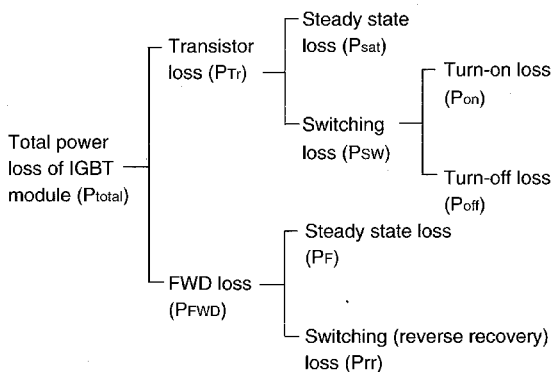 Total power
loss of IGBT
module (Ptotal)
Transistor
loss (PTr)
Steady state
loss (Psat)
Switching
loss (PSW)
Turn-on loss
(Pon)
Turn-off loss
(Poff)
FWD loss
(PFWD)
Steady state loss
(PF)
Switching (reverse recovery)
loss (Prr)